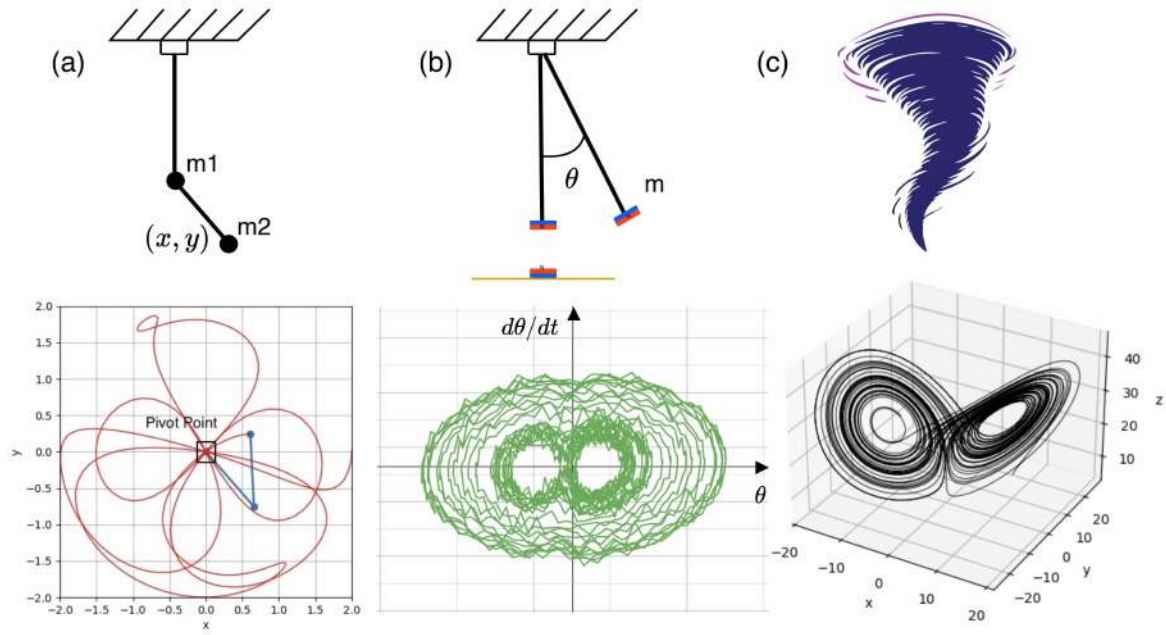 (a)
m1
m2
(x, y)
(b)
θ
m
(c)
2.0
1.5
1.0
0.5
0.0
−0.5
−1.0
−1.5
−2.0
y
Pivot Point
−2.0 −1.5 −1.0 −0.5 0.0 0.5 1.0 1.5 2.0
x
dθ/dt
θ
40
30
20
10
z
−20 −10 0 10 20
x
−20 −10 0 10 20
y